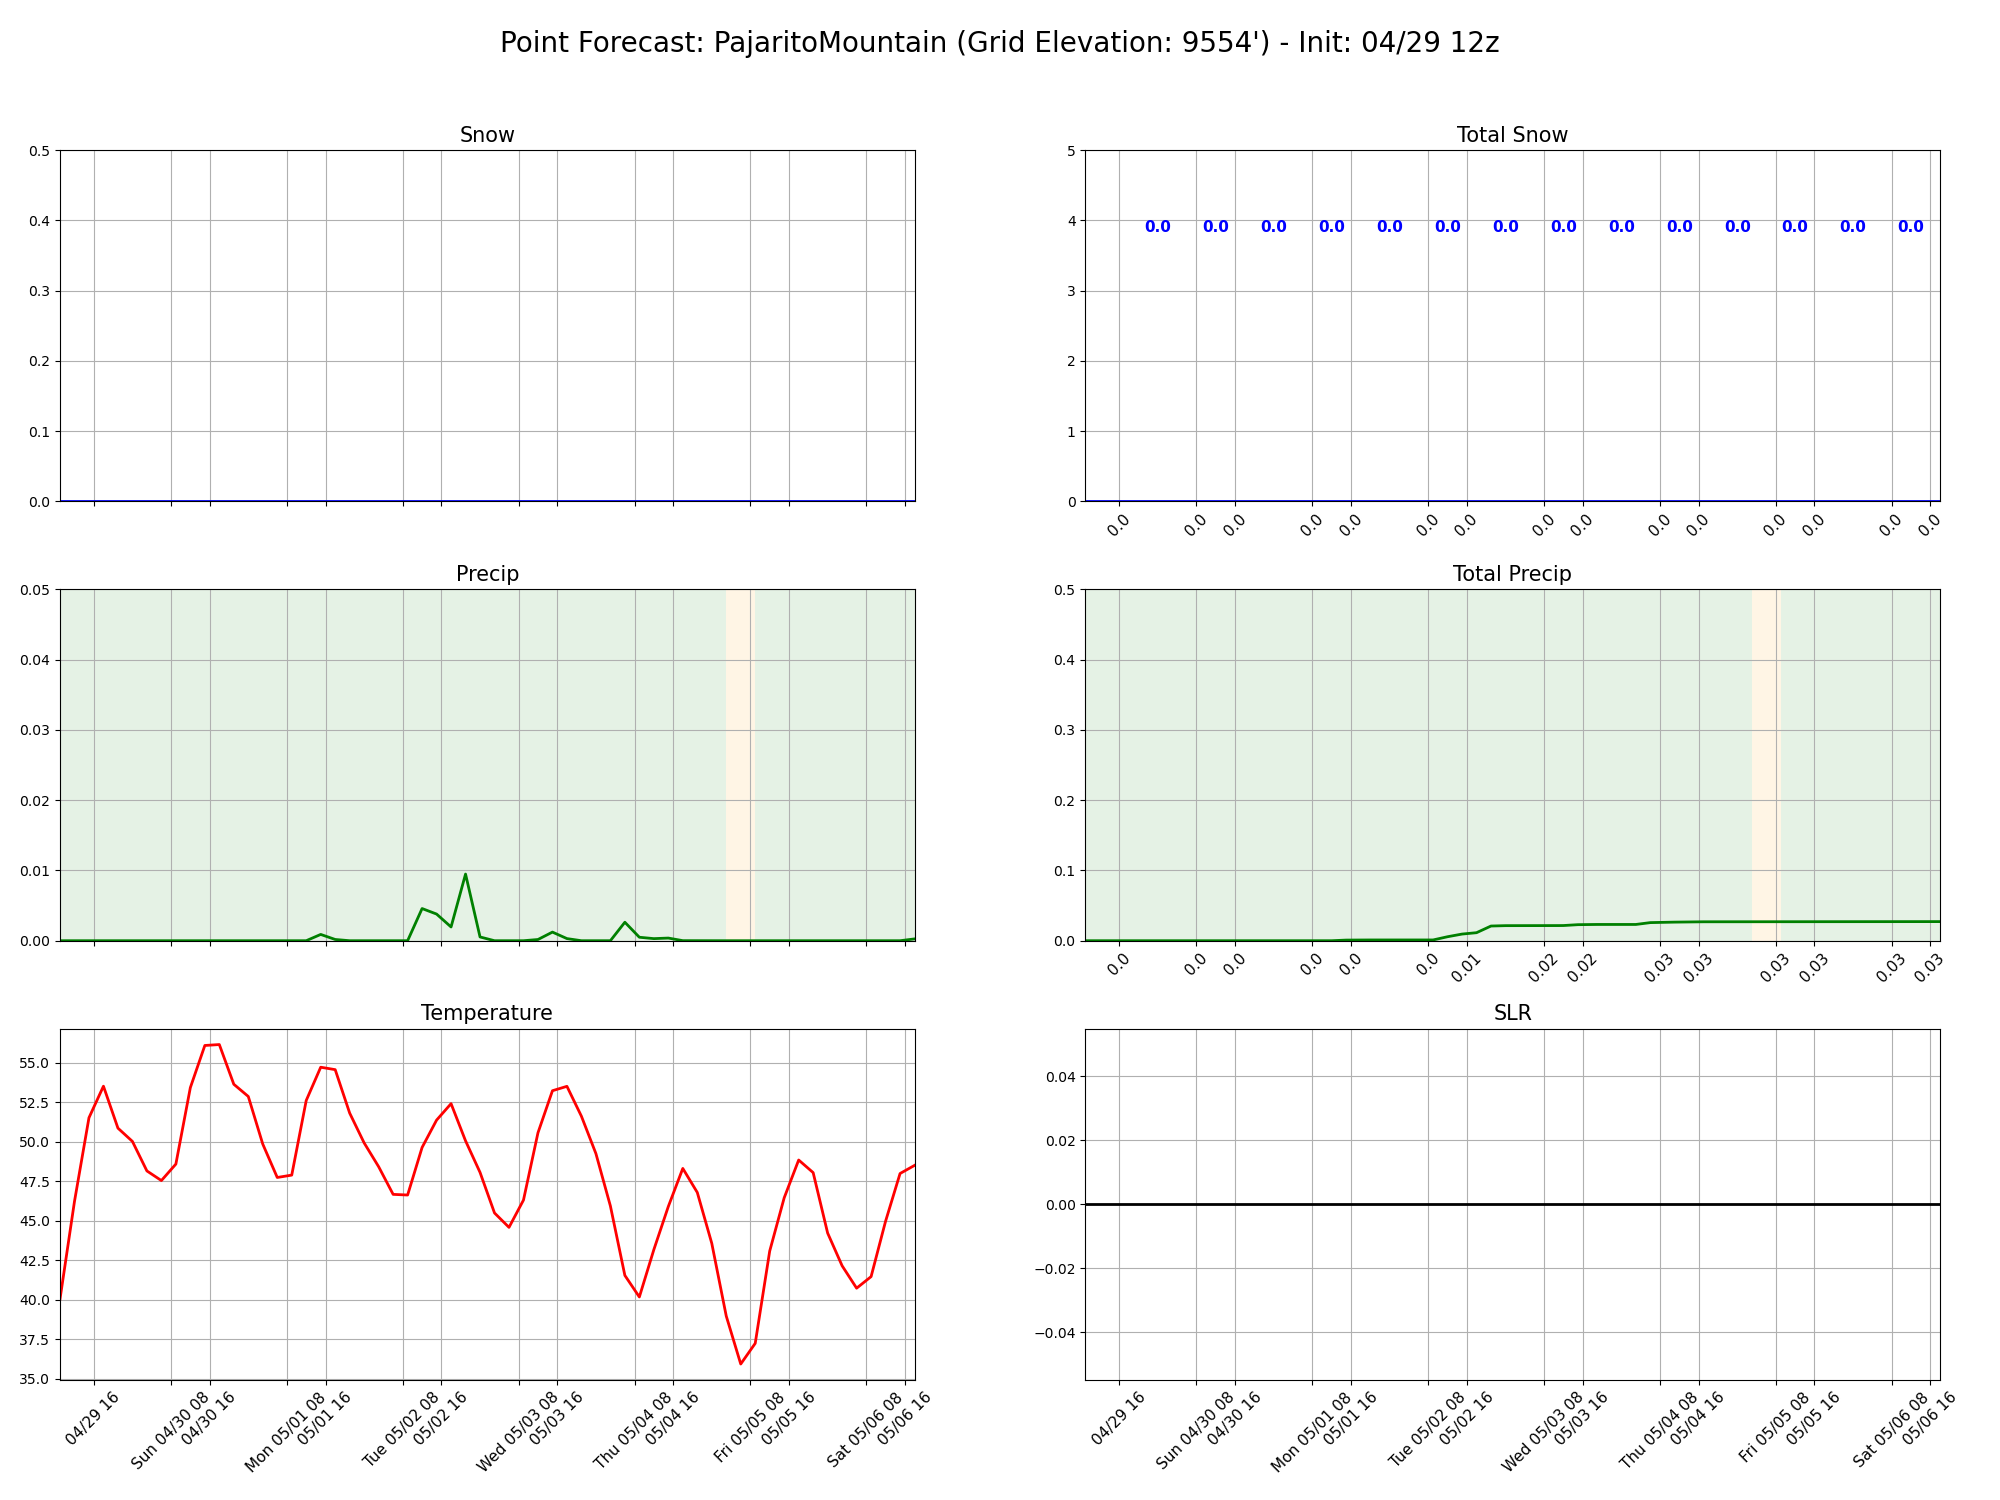 Point Forecast: PajaritoMountain (Grid Elevation: 9554') - Init: 04/29 12z
Snow
0.5
0.4
0.3
0.2
0.1
0.0
Total Snow
5
4
3
2
1
0
0.0 0.0 0.0 0.0 0.0 0.0 0.0 0.0 0.0 0.0 0.0 0.0 0.0 0.0
0.0 0.0 0.0 0.0 0.0 0.0 0.0 0.0 0.0 0.0 0.0 0.0 0.0 0.0 0.0
Precip
0.05
0.04
0.03
0.02
0.01
0.00
Total Precip
0.5
0.4
0.3
0.2
0.1
0.0
0.0 0.0 0.0 0.0 0.0 0.0 0.01 0.02 0.02 0.03 0.03 0.03 0.03 0.03 0.03
Temperature
55.0
52.5
50.0
47.5
45.0
42.5
40.0
37.5
35.0
04/29 16
Sun 04/30 08
04/30 16
Mon 05/01 08
05/01 16
Tue 05/02 08
05/02 16
Wed 05/03 08
05/03 16
Thu 05/04 08
05/04 16
Fri 05/05 08
05/05 16
Sat 05/06 08
05/06 16
SLR
0.04
0.02
0.00
−0.02
−0.04
04/29 16
Sun 04/30 08
04/30 16
Mon 05/01 08
05/01 16
Tue 05/02 08
05/02 16
Wed 05/03 08
05/03 16
Thu 05/04 08
05/04 16
Fri 05/05 08
05/05 16
Sat 05/06 08
05/06 16